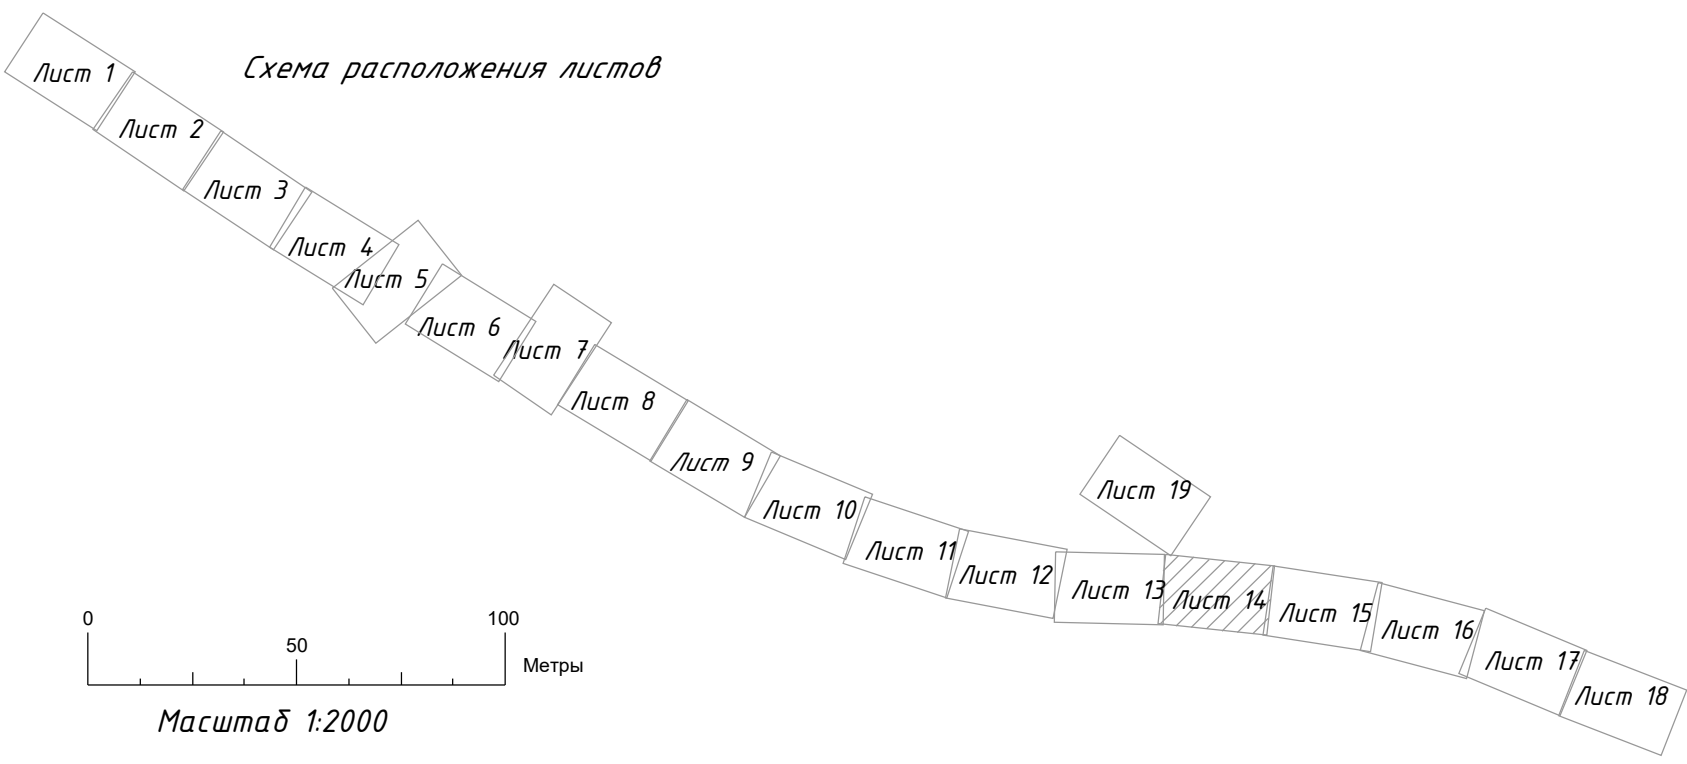 Схема расположения листов
Лист 1
Лист 2
Лист 3
Лист 4
Лист 5
Лист 6
Лист 7
Лист 8
Лист 9
Лист 10
Лист 11
Лист 12
Лист 13
Лист 14
Лист 15
Лист 16
Лист 17
Лист 18
Лист 19
0
50
100
Метры
Масштаб 1:2000